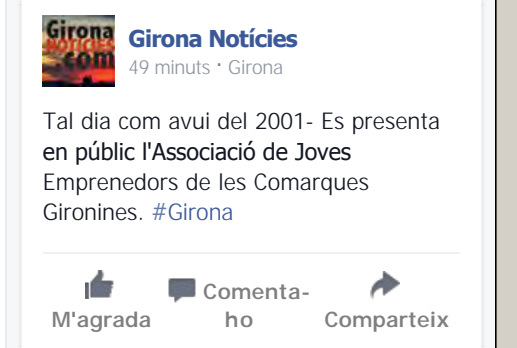 Girona
NOTÍCIES
.com
Girona Notícies
49 minuts · Girona
Tal dia com avui del 2001- Es presenta
en públic l'Associació de Joves
Emprenedors de les Comarques
Gironines. #Girona
M'agrada
Comenta-
ho
Comparteix